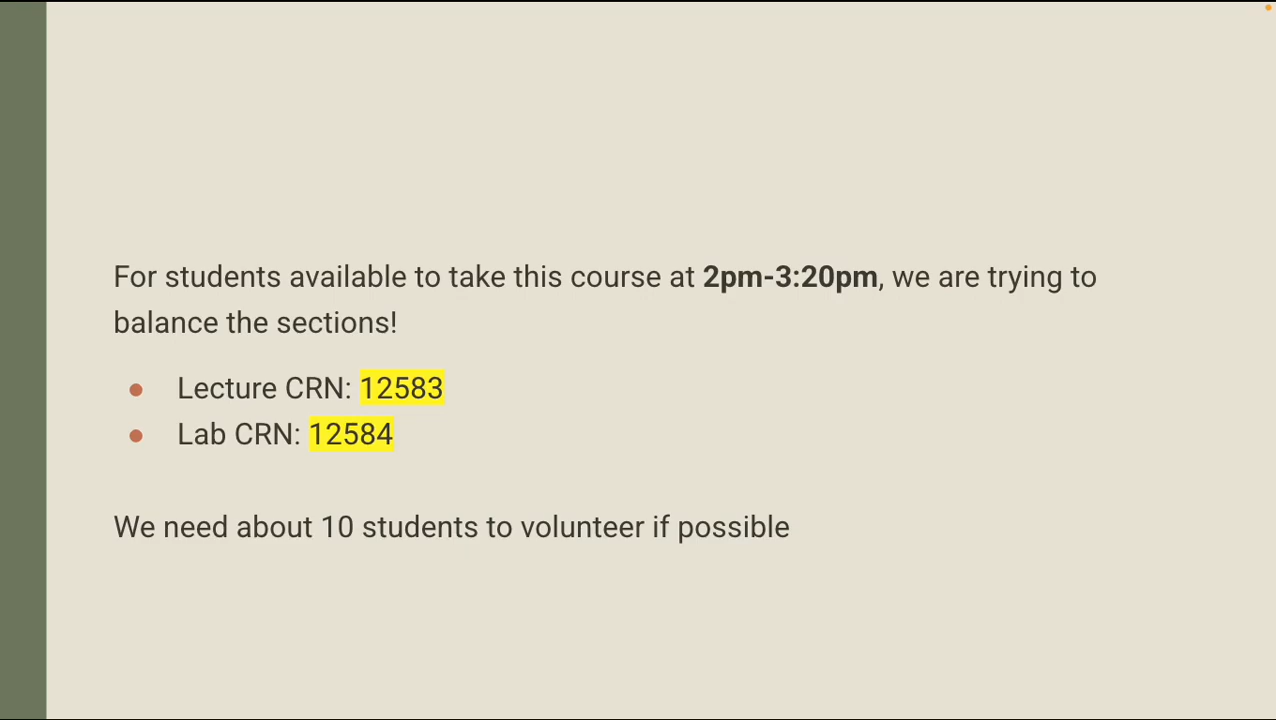 For students available to take this course at 2pm-3:20pm, we are trying to
balance the sections!
● Lecture CRN: 12583
● Lab CRN: 12584
We need about 10 students to volunteer if possible